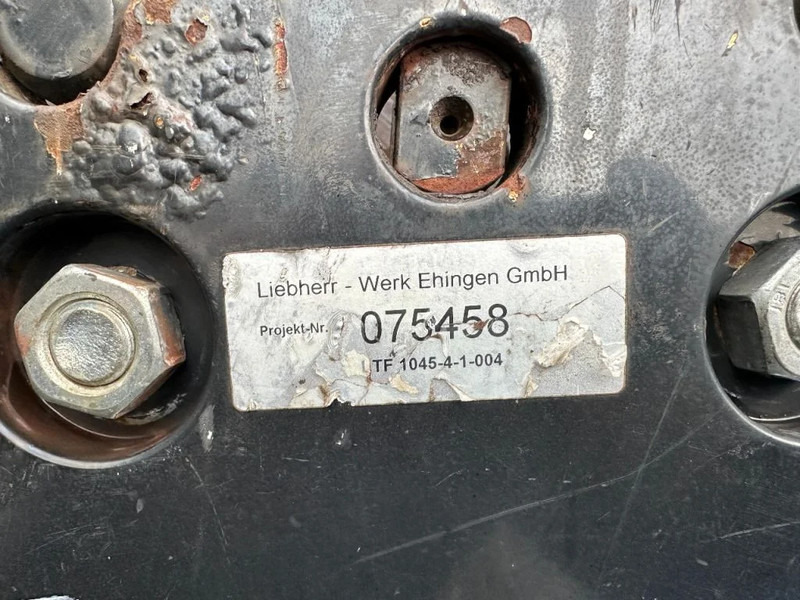 Liebherr - Werk Ehingen GmbH
Projekt-Nr. 075458
TF 1045-4-1-004